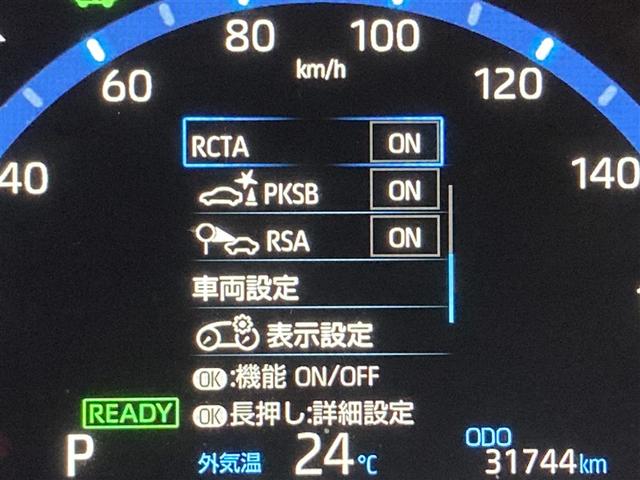 80 100
km/h
60 120
40 140
RCTA ON
PKSB ON
RSA ON
車両設定
表示設定
OK:機能 ON/OFF
READY OK長押し:詳細設定
P 外気温 24℃ ODO 31744km